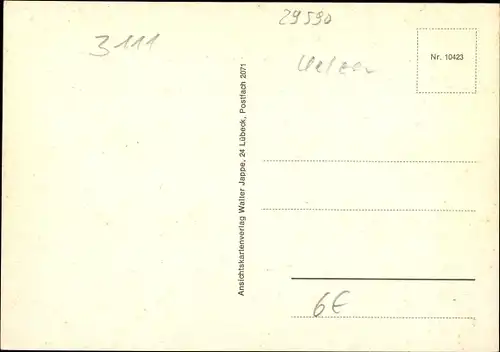 29590
3111
Uelzen
Nr. 10423
Ansichtskartenverlag Walter Jappe, 24 Lübeck, Postfach 2071
6€